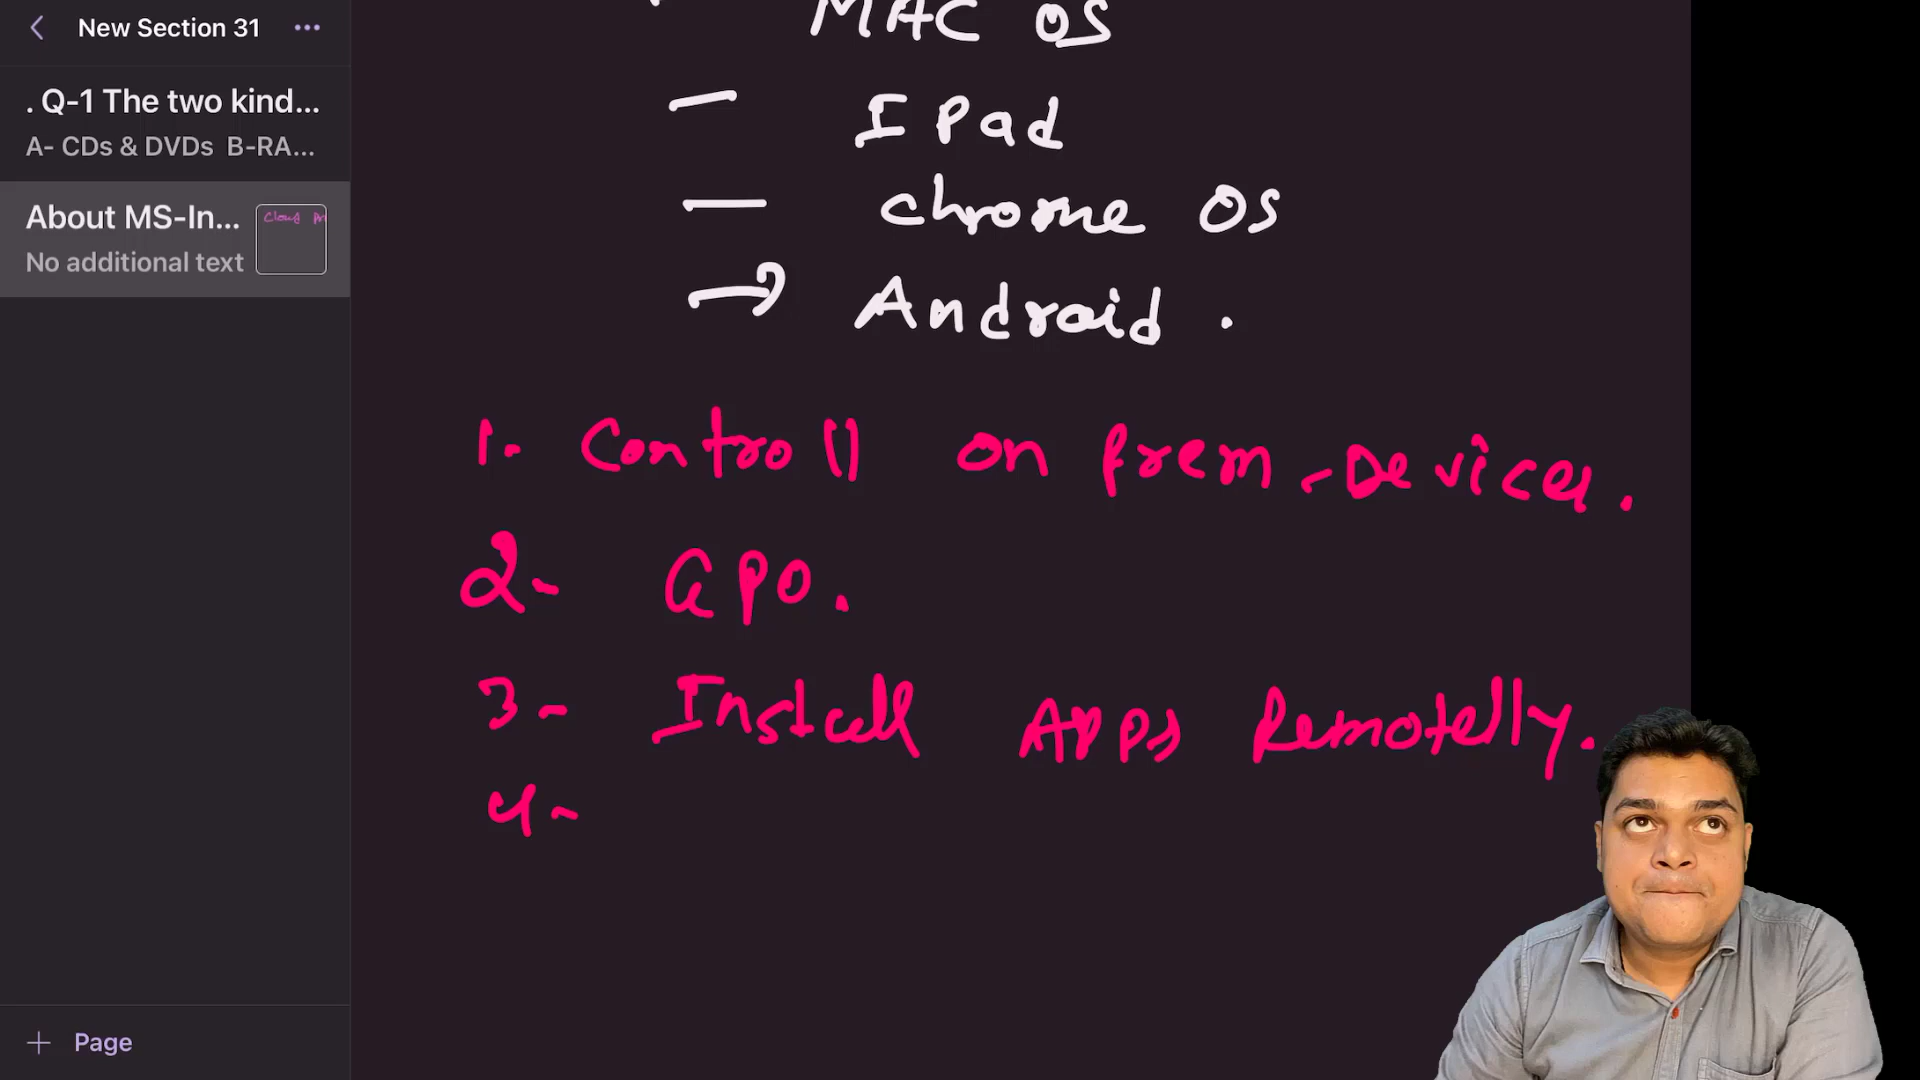 New Section 31 ...
. Q-1 The two kind...
A- CDs & DVDs B-RA...
About MS-In...
No additional text
Page
MAC OS
- IPad
- chrome OS
→ Android .
1. Controll on Prem - Devices.
2- GPO.
3- Install Apps Remotelly.
4-